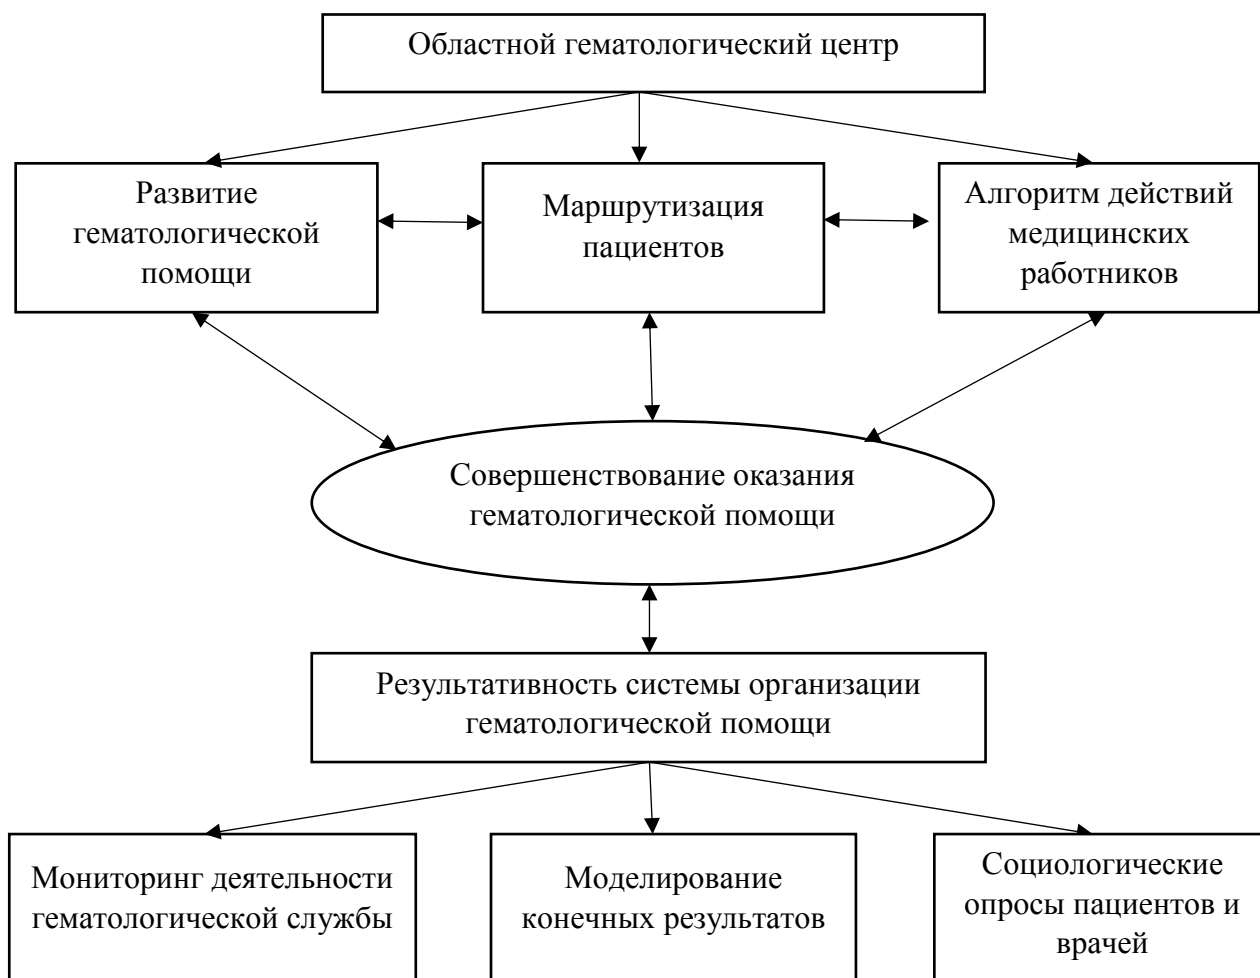 Областной гематологический центр
Развитие
гематологической
помощи
Маршрутизация
пациентов
Алгоритм действий
медицинских
работников
Совершенствование оказания
гематологической помощи
Результативность системы организации
гематологической помощи
Мониторинг деятельности
гематологической службы
Моделирование
конечных результатов
Социологические
опросы пациентов и
врачей